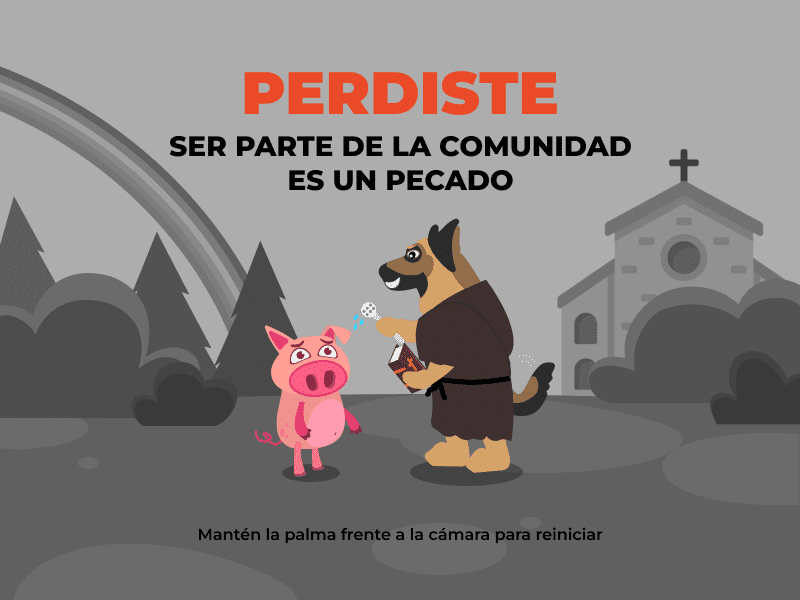 PERDISTE
SER PARTE DE LA COMUNIDAD
ES UN PECADO
Mantén la palma frente a la cámara para reiniciar